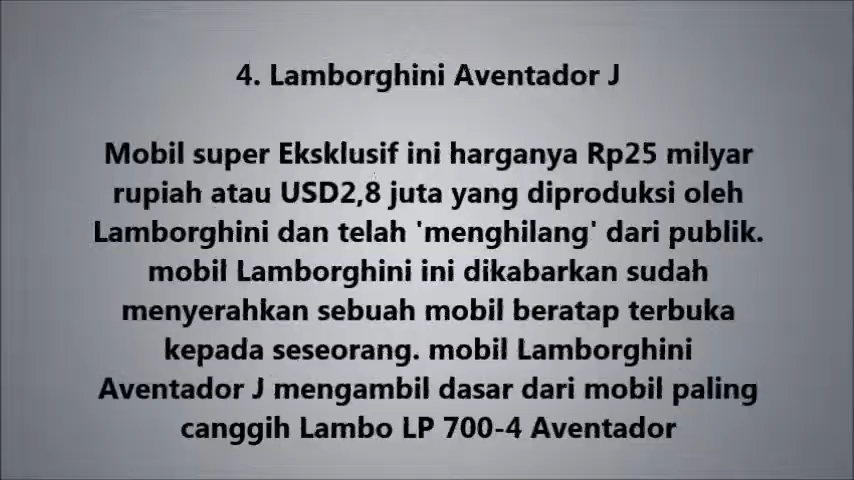 4. Lamborghini Aventador J
Mobil super Eksklusif ini harganya Rp25 milyar
rupiah atau USD2,8 juta yang diproduksi oleh
Lamborghini dan telah 'menghilang' dari publik.
mobil Lamborghini ini dikabarkan sudah
menyerahkan sebuah mobil beratap terbuka
kepada seseorang. mobil Lamborghini
Aventador J mengambil dasar dari mobil paling
canggih Lambo LP 700-4 Aventador